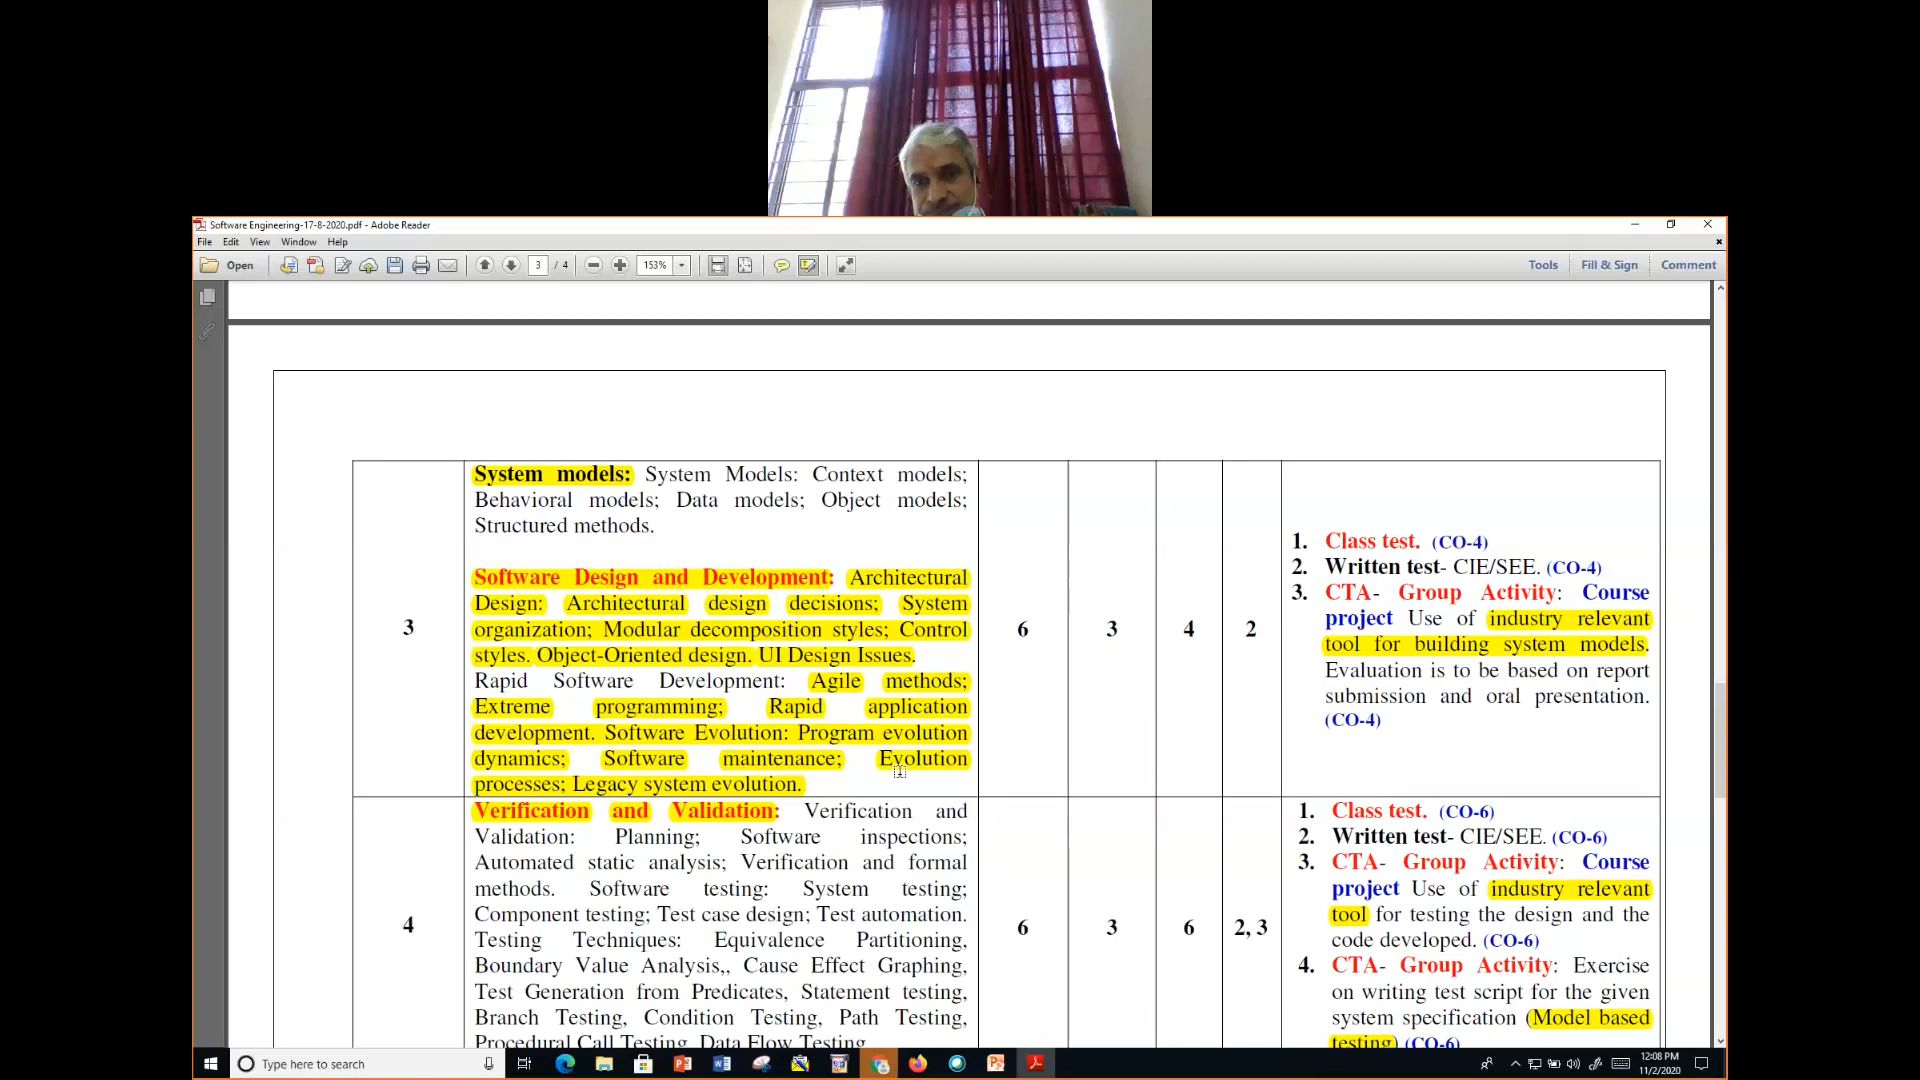 Software Engineering-17-8-2020.pdf - Adobe Reader
File Edit View Window Help
Open 3 / 4 153% Tools Fill & Sign Comment
3
System models: System Models: Context models;
Behavioral models; Data models; Object models;
Structured methods.
Software Design and Development: Architectural
Design: Architectural design decisions; System
organization; Modular decomposition styles; Control
styles. Object-Oriented design. UI Design Issues.
Rapid Software Development: Agile methods;
Extreme programming; Rapid application
development. Software Evolution: Program evolution
dynamics; Software maintenance; Evolution
processes; Legacy system evolution.
6 3 4 2
1. Class test. (CO-4)
2. Written test- CIE/SEE. (CO-4)
3. CTA- Group Activity: Course
project Use of industry relevant
tool for building system models.
Evaluation is to be based on report
submission and oral presentation.
(CO-4)
4
Verification and Validation: Verification and
Validation: Planning; Software inspections;
Automated static analysis; Verification and formal
methods. Software testing: System testing;
Component testing; Test case design; Test automation.
Testing Techniques: Equivalence Partitioning,
Boundary Value Analysis,, Cause Effect Graphing,
Test Generation from Predicates, Statement testing,
Branch Testing, Condition Testing, Path Testing,
Procedural Call Testing, Data Flow Testing
6 3 6 2, 3
1. Class test. (CO-6)
2. Written test- CIE/SEE. (CO-6)
3. CTA- Group Activity: Course
project Use of industry relevant
tool for testing the design and the
code developed. (CO-6)
4. CTA- Group Activity: Exercise
on writing test script for the given
system specification (Model based
testing) (CO-6)
Type here to search
12:08 PM
11/2/2020